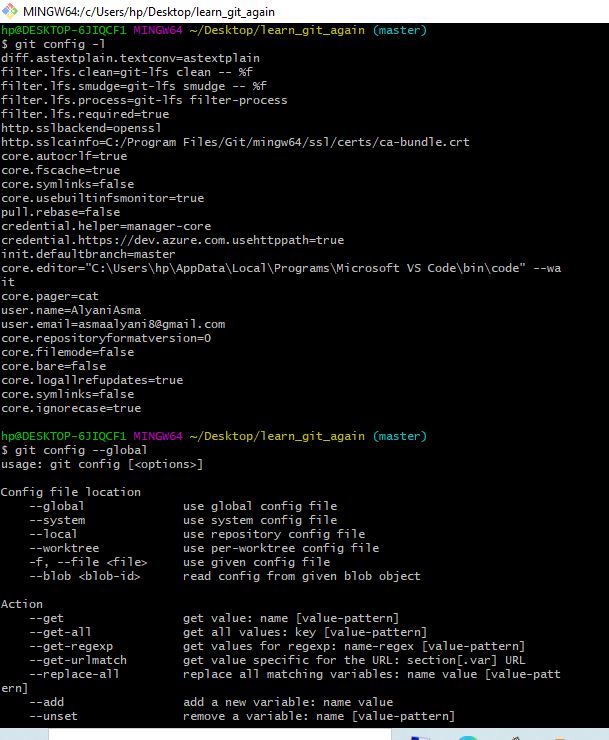 MINGW64:/c/Users/hp/Desktop/learn_git_again
hp@DESKTOP-6JIQCF1 MINGW64 ~/Desktop/learn_git_again (master)
$ git config -l
diff.astextplain.textconv=astextplain
filter.lfs.clean=git-lfs clean -- %f
filter.lfs.smudge=git-lfs smudge -- %f
filter.lfs.process=git-lfs filter-process
filter.lfs.required=true
http.sslbackend=openssl
http.sslcainfo=C:/Program Files/Git/mingw64/ssl/certs/ca-bundle.crt
core.autocrlf=true
core.fscache=true
core.symlinks=false
core.usebuiltinfsmonitor=true
pull.rebase=false
credential.helper=manager-core
credential.https://dev.azure.com.usehttppath=true
init.defaultbranch=master
core.editor="C:\Users\hp\AppData\Local\Programs\Microsoft VS Code\bin\code" --wa
it
core.pager=cat
user.name=AlyaniAsma
user.email=asmaalyani8@gmail.com
core.repositoryformatversion=0
core.filemode=false
core.bare=false
core.logallrefupdates=true
core.symlinks=false
core.ignorecase=true
hp@DESKTOP-6JIQCF1 MINGW64 ~/Desktop/learn_git_again (master)
$ git config --global
usage: git config [<options>]
Config file location
--global use global config file
--system use system config file
--local use repository config file
--worktree use per-worktree config file
-f, --file <file> use given config file
--blob <blob-id> read config from given blob object
Action
--get get value: name [value-pattern]
--get-all get all values: key [value-pattern]
--get-regexp get values for regexp: name-regex [value-pattern]
--get-urlmatch get value specific for the URL: section[.var] URL
--replace-all replace all matching variables: name value [value-patt
ern]
--add add a new variable: name value
--unset remove a variable: name [value-pattern]